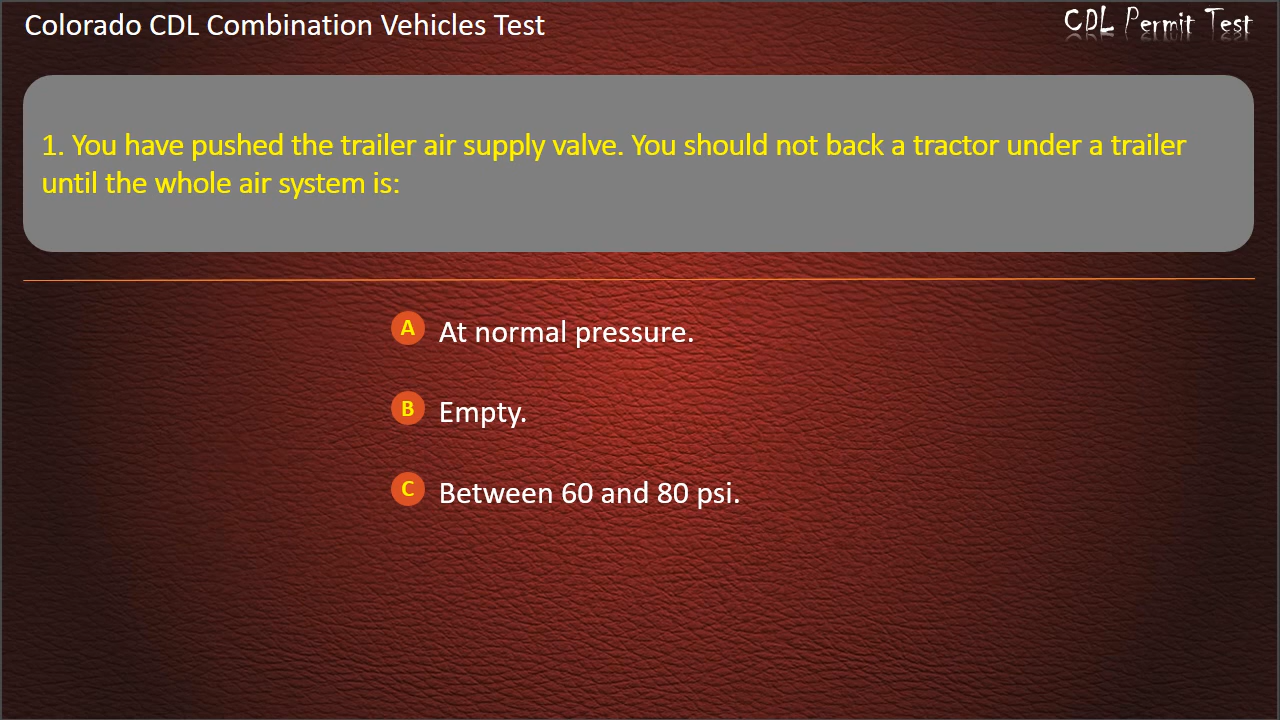 Colorado CDL Combination Vehicles Test
CDL Permit Test
1. You have pushed the trailer air supply valve. You should not back a tractor under a trailer
until the whole air system is:
A At normal pressure.
B Empty.
C Between 60 and 80 psi.